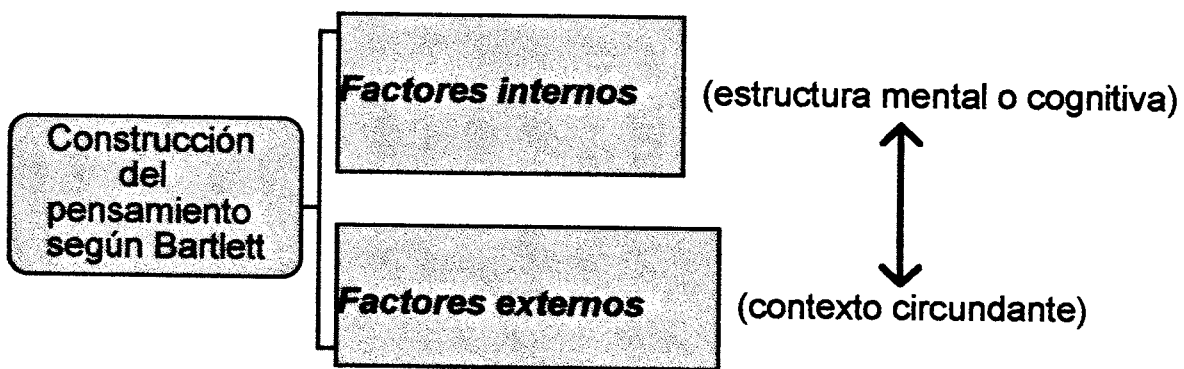 Construcción
del
pensamiento
según Bartlett
Factores internos
(estructura mental o cognitiva)
Factores externos
(contexto circundante)